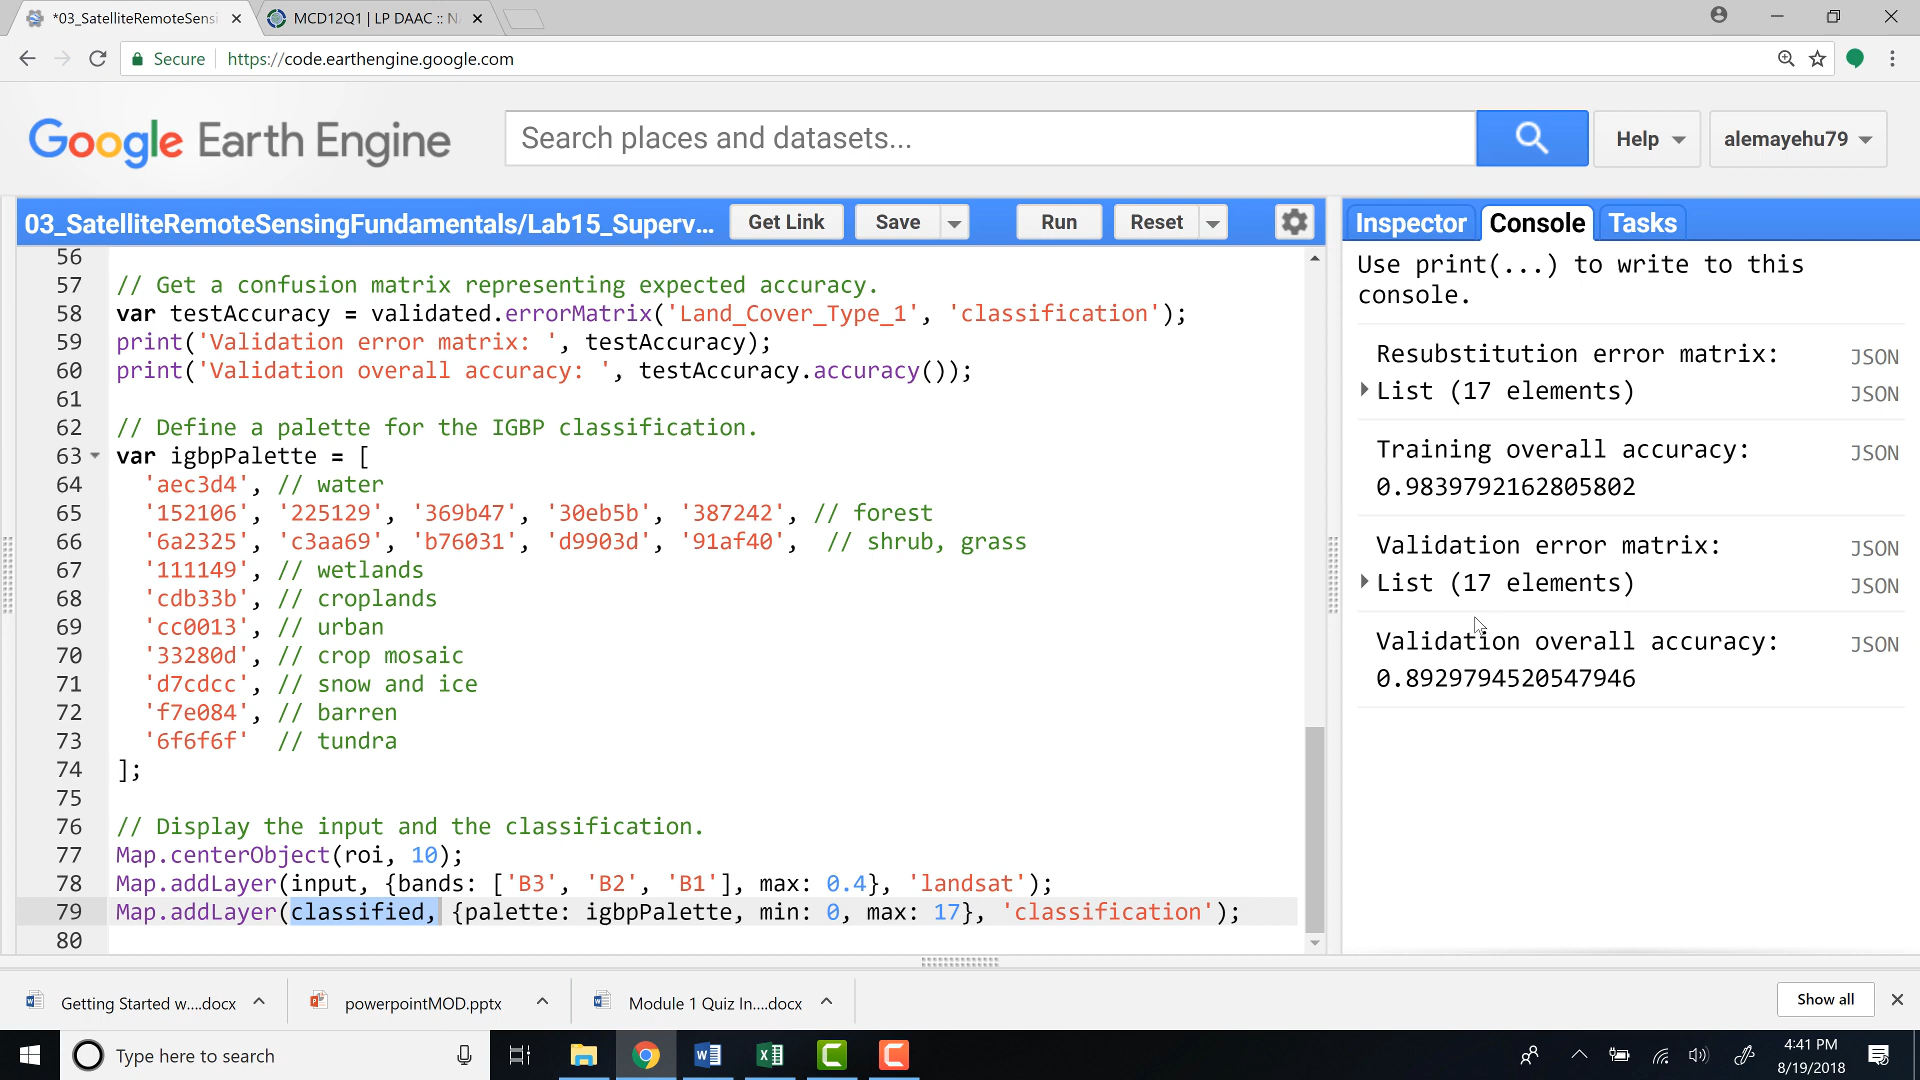 *03_SatelliteRemoteSensi
MCD12Q1 | LP DAAC :: N
Secure
https://code.earthengine.google.com
Google Earth Engine
Search places and datasets...
Help
alemayehu79
03_SatelliteRemoteSensingFundamentals/Lab15_Superv...
Get Link
Save
Run
Reset
Inspector
Console
Tasks
56
57 // Get a confusion matrix representing expected accuracy.
58 var testAccuracy = validated.errorMatrix('Land_Cover_Type_1', 'classification');
59 print('Validation error matrix: ', testAccuracy);
60 print('Validation overall accuracy: ', testAccuracy.accuracy());
61
62 // Define a palette for the IGBP classification.
63 var igbpPalette = [
64 'aec3d4', // water
65 '152106', '225129', '369b47', '30eb5b', '387242', // forest
66 '6a2325', 'c3aa69', 'b76031', 'd9903d', '91af40', // shrub, grass
67 '111149', // wetlands
68 'cdb33b', // croplands
69 'cc0013', // urban
70 '33280d', // crop mosaic
71 'd7cdcc', // snow and ice
72 'f7e084', // barren
73 '6f6f6f' // tundra
74 ];
75
76 // Display the input and the classification.
77 Map.centerObject(roi, 10);
78 Map.addLayer(input, {bands: ['B3', 'B2', 'B1'], max: 0.4}, 'landsat');
79 Map.addLayer(classified, {palette: igbpPalette, min: 0, max: 17}, 'classification');
80
Use print(...) to write to this
console.
Resubstitution error matrix: JSON
List (17 elements) JSON
Training overall accuracy: JSON
0.9839792162805802
Validation error matrix: JSON
List (17 elements) JSON
Validation overall accuracy: JSON
0.8929794520547946
Getting Started w....docx
powerpointMOD.pptx
Module 1 Quiz In....docx
Show all
Type here to search
4:41 PM
8/19/2018